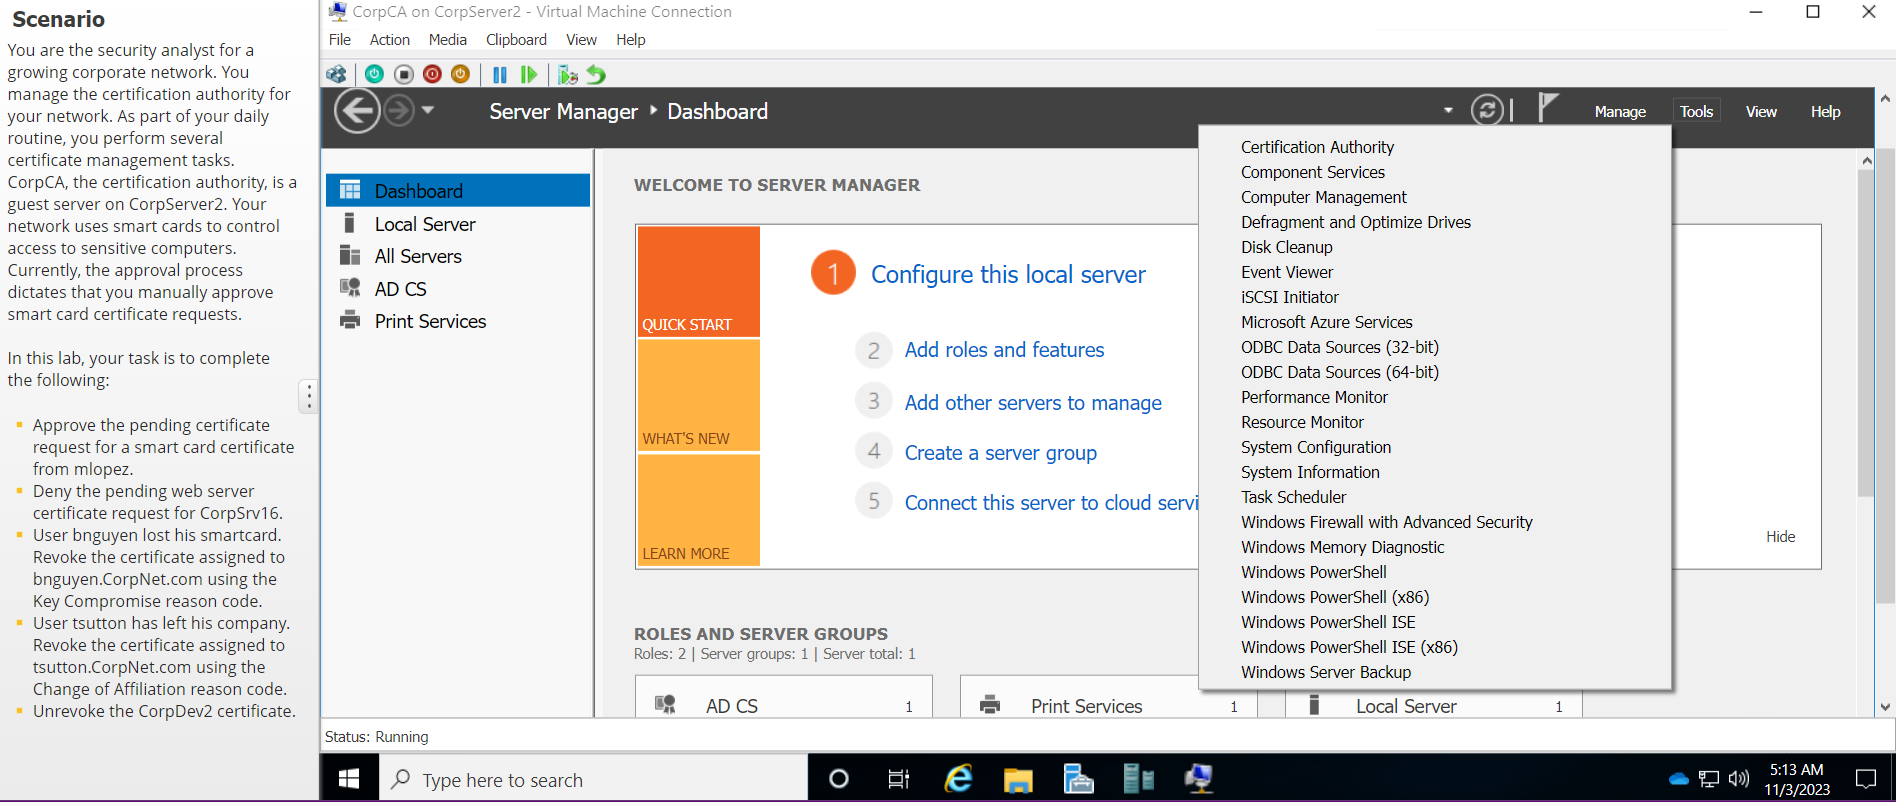 Scenario
You are the security analyst for a
growing corporate network. You
manage the certification authority for
your network. As part of your daily
routine, you perform several
certificate management tasks.
CorpCA, the certification authority, is a
guest server on CorpServer2. Your
network uses smart cards to control
access to sensitive computers.
Currently, the approval process
dictates that you manually approve
smart card certificate requests.
In this lab, your task is to complete
the following:
Approve the pending certificate
request for a smart card certificate
from mlopez.
Deny the pending web server
certificate request for CorpSrv16.
User bnguyen lost his smartcard.
Revoke the certificate assigned to
bnguyen.CorpNet.com using the
Key Compromise reason code.
User tsutton has left his company.
Revoke the certificate assigned to
tsutton.CorpNet.com using the
Change of Affiliation reason code.
Unrevoke the CorpDev2 certificate.
CorpCA on CorpServer2 - Virtual Machine Connection
File Action Media Clipboard View Help
Server Manager Dashboard
Manage Tools View Help
Dashboard
Local Server
All Servers
AD CS
Print Services
WELCOME TO SERVER MANAGER
QUICK START
WHAT'S NEW
LEARN MORE
1 Configure this local server
2 Add roles and features
3 Add other servers to manage
4 Create a server group
5 Connect this server to cloud servi
Hide
Certification Authority
Component Services
Computer Management
Defragment and Optimize Drives
Disk Cleanup
Event Viewer
iSCSI Initiator
Microsoft Azure Services
ODBC Data Sources (32-bit)
ODBC Data Sources (64-bit)
Performance Monitor
Resource Monitor
System Configuration
System Information
Task Scheduler
Windows Firewall with Advanced Security
Windows Memory Diagnostic
Windows PowerShell
Windows PowerShell (x86)
Windows PowerShell ISE
Windows PowerShell ISE (x86)
Windows Server Backup
ROLES AND SERVER GROUPS
Roles: 2 | Server groups: 1 | Server total: 1
AD CS 1
Print Services 1
Local Server 1
Status: Running
Type here to search
5:13 AM
11/3/2023